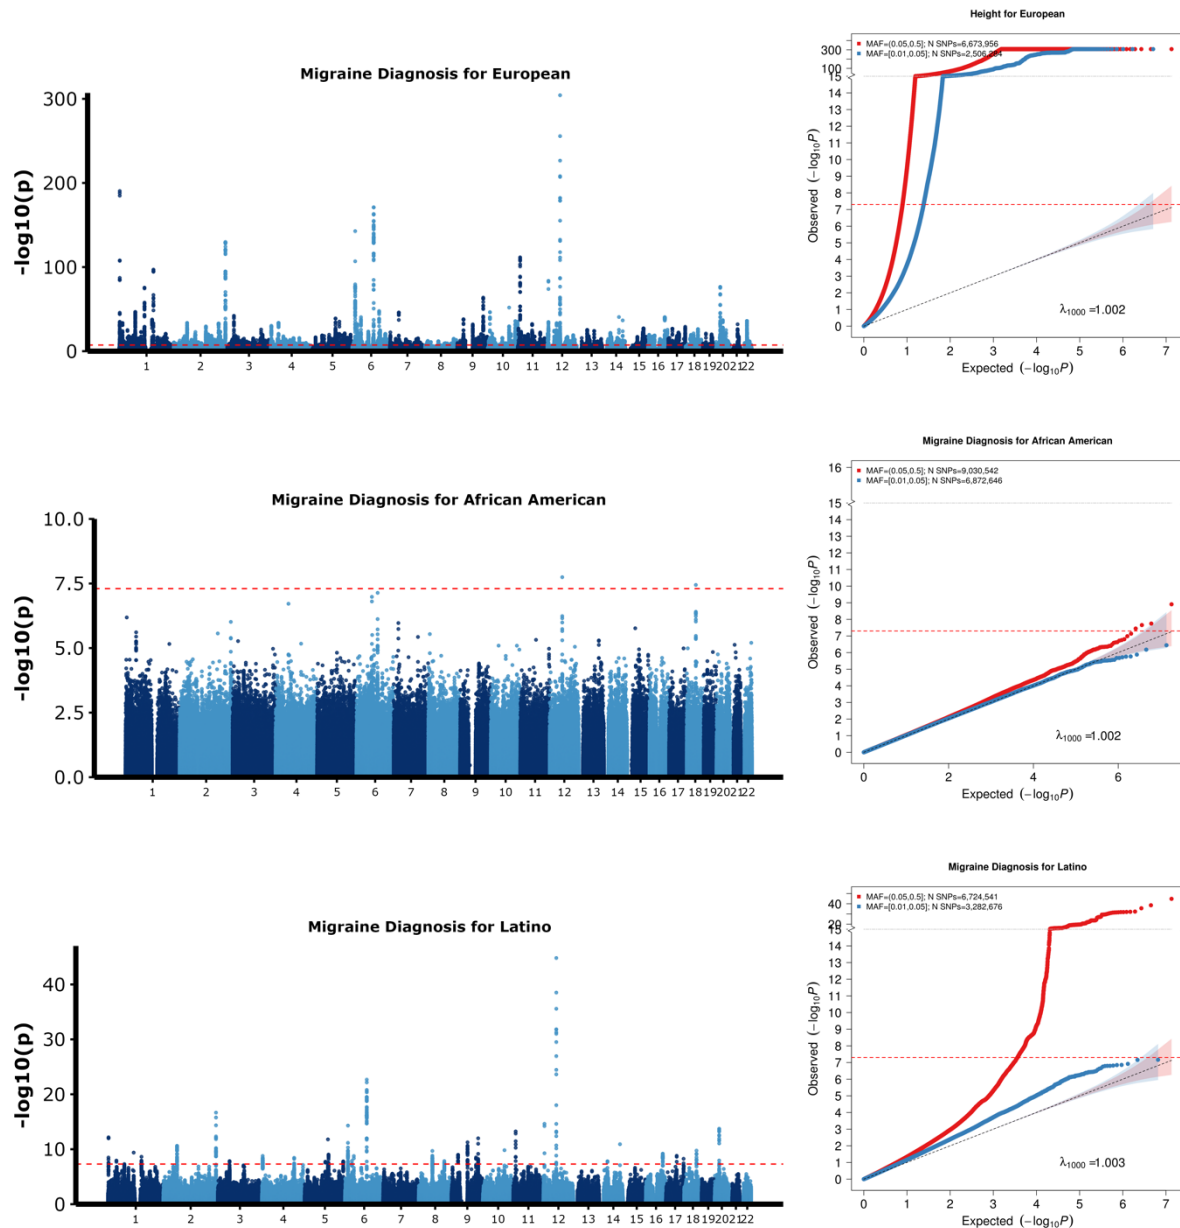 Migraine Diagnosis for European
-log10(p)
300
200
100
0
1 2 3 4 5 6 7 8 9 10 11 12 13 14 15 16 17 18 19 20 21 22
Height for European
MAF=(0.05,0.5]; N SNPs=6,673,956
MAF=[0.01,0.05]; N SNPs=2,506,284
Observed (−log10P)
300
100
15
14
13
12
11
10
9
8
7
6
5
4
3
2
1
0
λ1000 =1.002
0 1 2 3 4 5 6 7
Expected (−log10P)
Migraine Diagnosis for African American
-log10(p)
10.0
7.5
5.0
2.5
0.0
1 2 3 4 5 6 7 8 9 10 11 12 13 14 15 16 17 18 19 20 21 22
Migraine Diagnosis for African American
MAF=(0.05,0.5]; N SNPs=9,030,542
MAF=[0.01,0.05]; N SNPs=6,872,646
Observed (−log10P)
16
15
14
13
12
11
10
9
8
7
6
5
4
3
2
1
0
λ1000 =1.002
0 1 2 3 4 6
Expected (−log10P)
Migraine Diagnosis for Latino
-log10(p)
40
30
20
10
0
1 2 3 4 5 6 7 8 9 10 11 12 13 14 15 16 17 18 19 20 21 22
Migraine Diagnosis for Latino
MAF=(0.05,0.5]; N SNPs=6,724,541
MAF=[0.01,0.05]; N SNPs=3,282,676
Observed (−log10P)
40
20
15
14
13
12
11
10
9
8
7
6
5
4
3
2
1
0
λ1000 =1.003
0 1 2 3 4 5 6 7
Expected (−log10P)